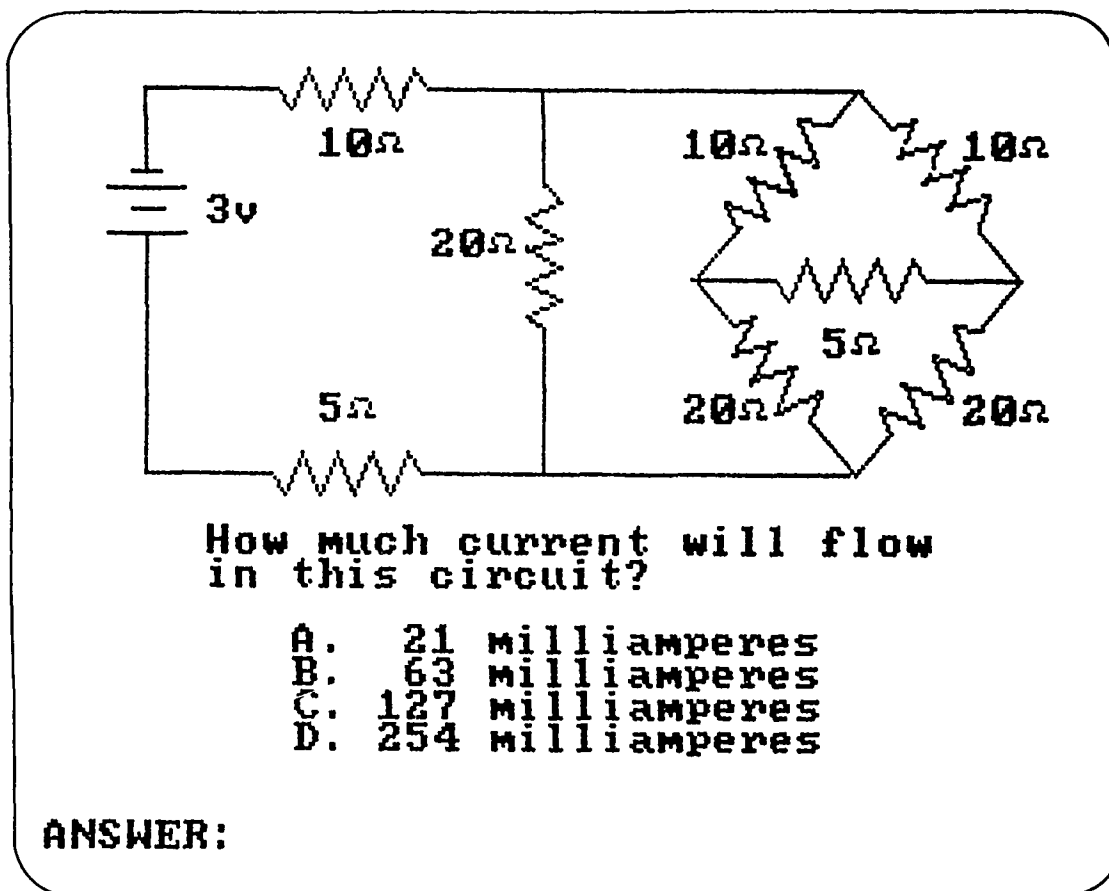 10Ω
10Ω 10Ω
3v
20Ω
5Ω
5Ω
20Ω 20Ω
How much current will flow
in this circuit?
A. 21 milliamperes
B. 63 milliamperes
C. 127 milliamperes
D. 254 milliamperes
ANSWER: